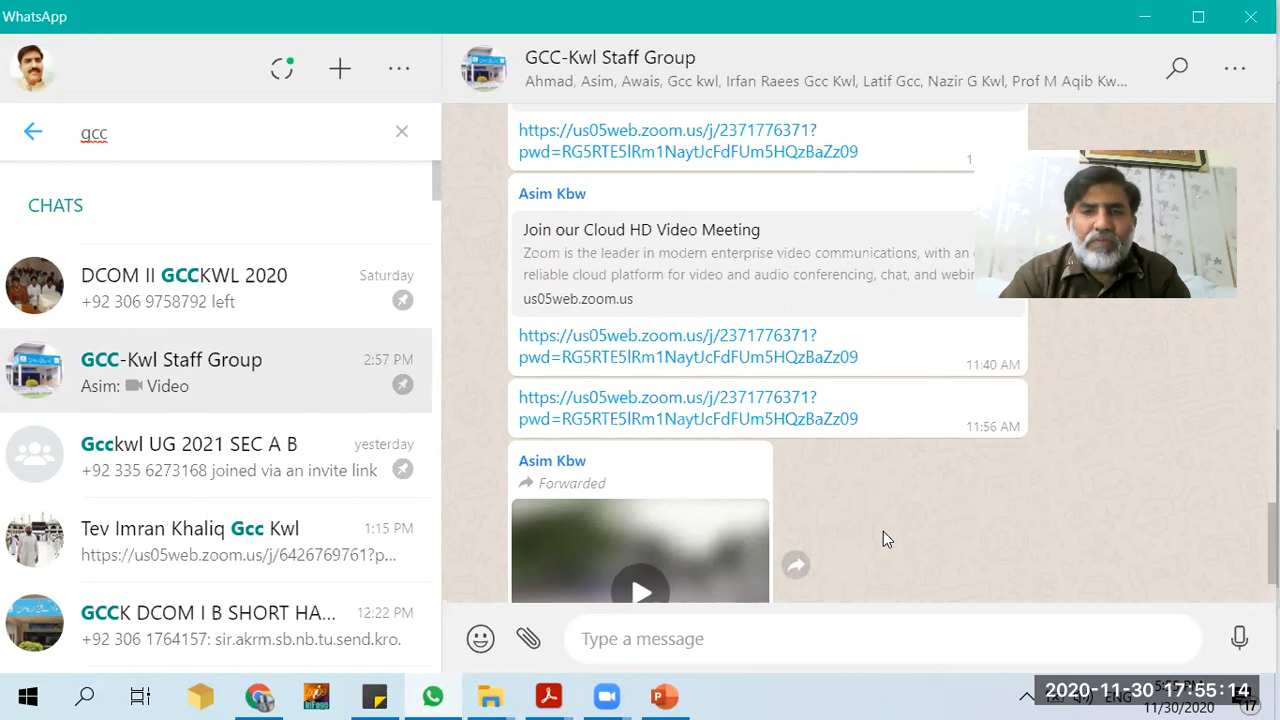 WhatsApp
gcc
CHATS
DCOM II GCCKWL 2020
Saturday
+92 306 9758792 left
GCC-Kwl Staff Group
2:57 PM
Asim: Video
Gcckwl UG 2021 SEC A B
yesterday
+92 335 6273168 joined via an invite link
Tev Imran Khaliq Gcc Kwl
1:15 PM
https://us05web.zoom.us/j/6426769761?p...
GCCK DCOM I B SHORT HA...
12:22 PM
+92 306 1764157: sir.akrm.sb.nb.tu.send.kro.
GCC-Kwl Staff Group
Ahmad, Asim, Awais, Gcc kwl, Irfan Raees Gcc Kwl, Latif Gcc, Nazir G Kwl, Prof M Aqib Kw...
https://us05web.zoom.us/j/2371776371?
pwd=RG5RTE5lRm1NaytJcFdFUm5HQzBaZz09
1
Asim Kbw
Join our Cloud HD Video Meeting
Zoom is the leader in modern enterprise video communications, with an e
reliable cloud platform for video and audio conferencing, chat, and webin
us05web.zoom.us
https://us05web.zoom.us/j/2371776371?
pwd=RG5RTE5lRm1NaytJcFdFUm5HQzBaZz09
11:40 AM
https://us05web.zoom.us/j/2371776371?
pwd=RG5RTE5lRm1NaytJcFdFUm5HQzBaZz09
11:56 AM
Asim Kbw
Forwarded
Type a message
2020-11-30 17:55:14
11/30/2020
17